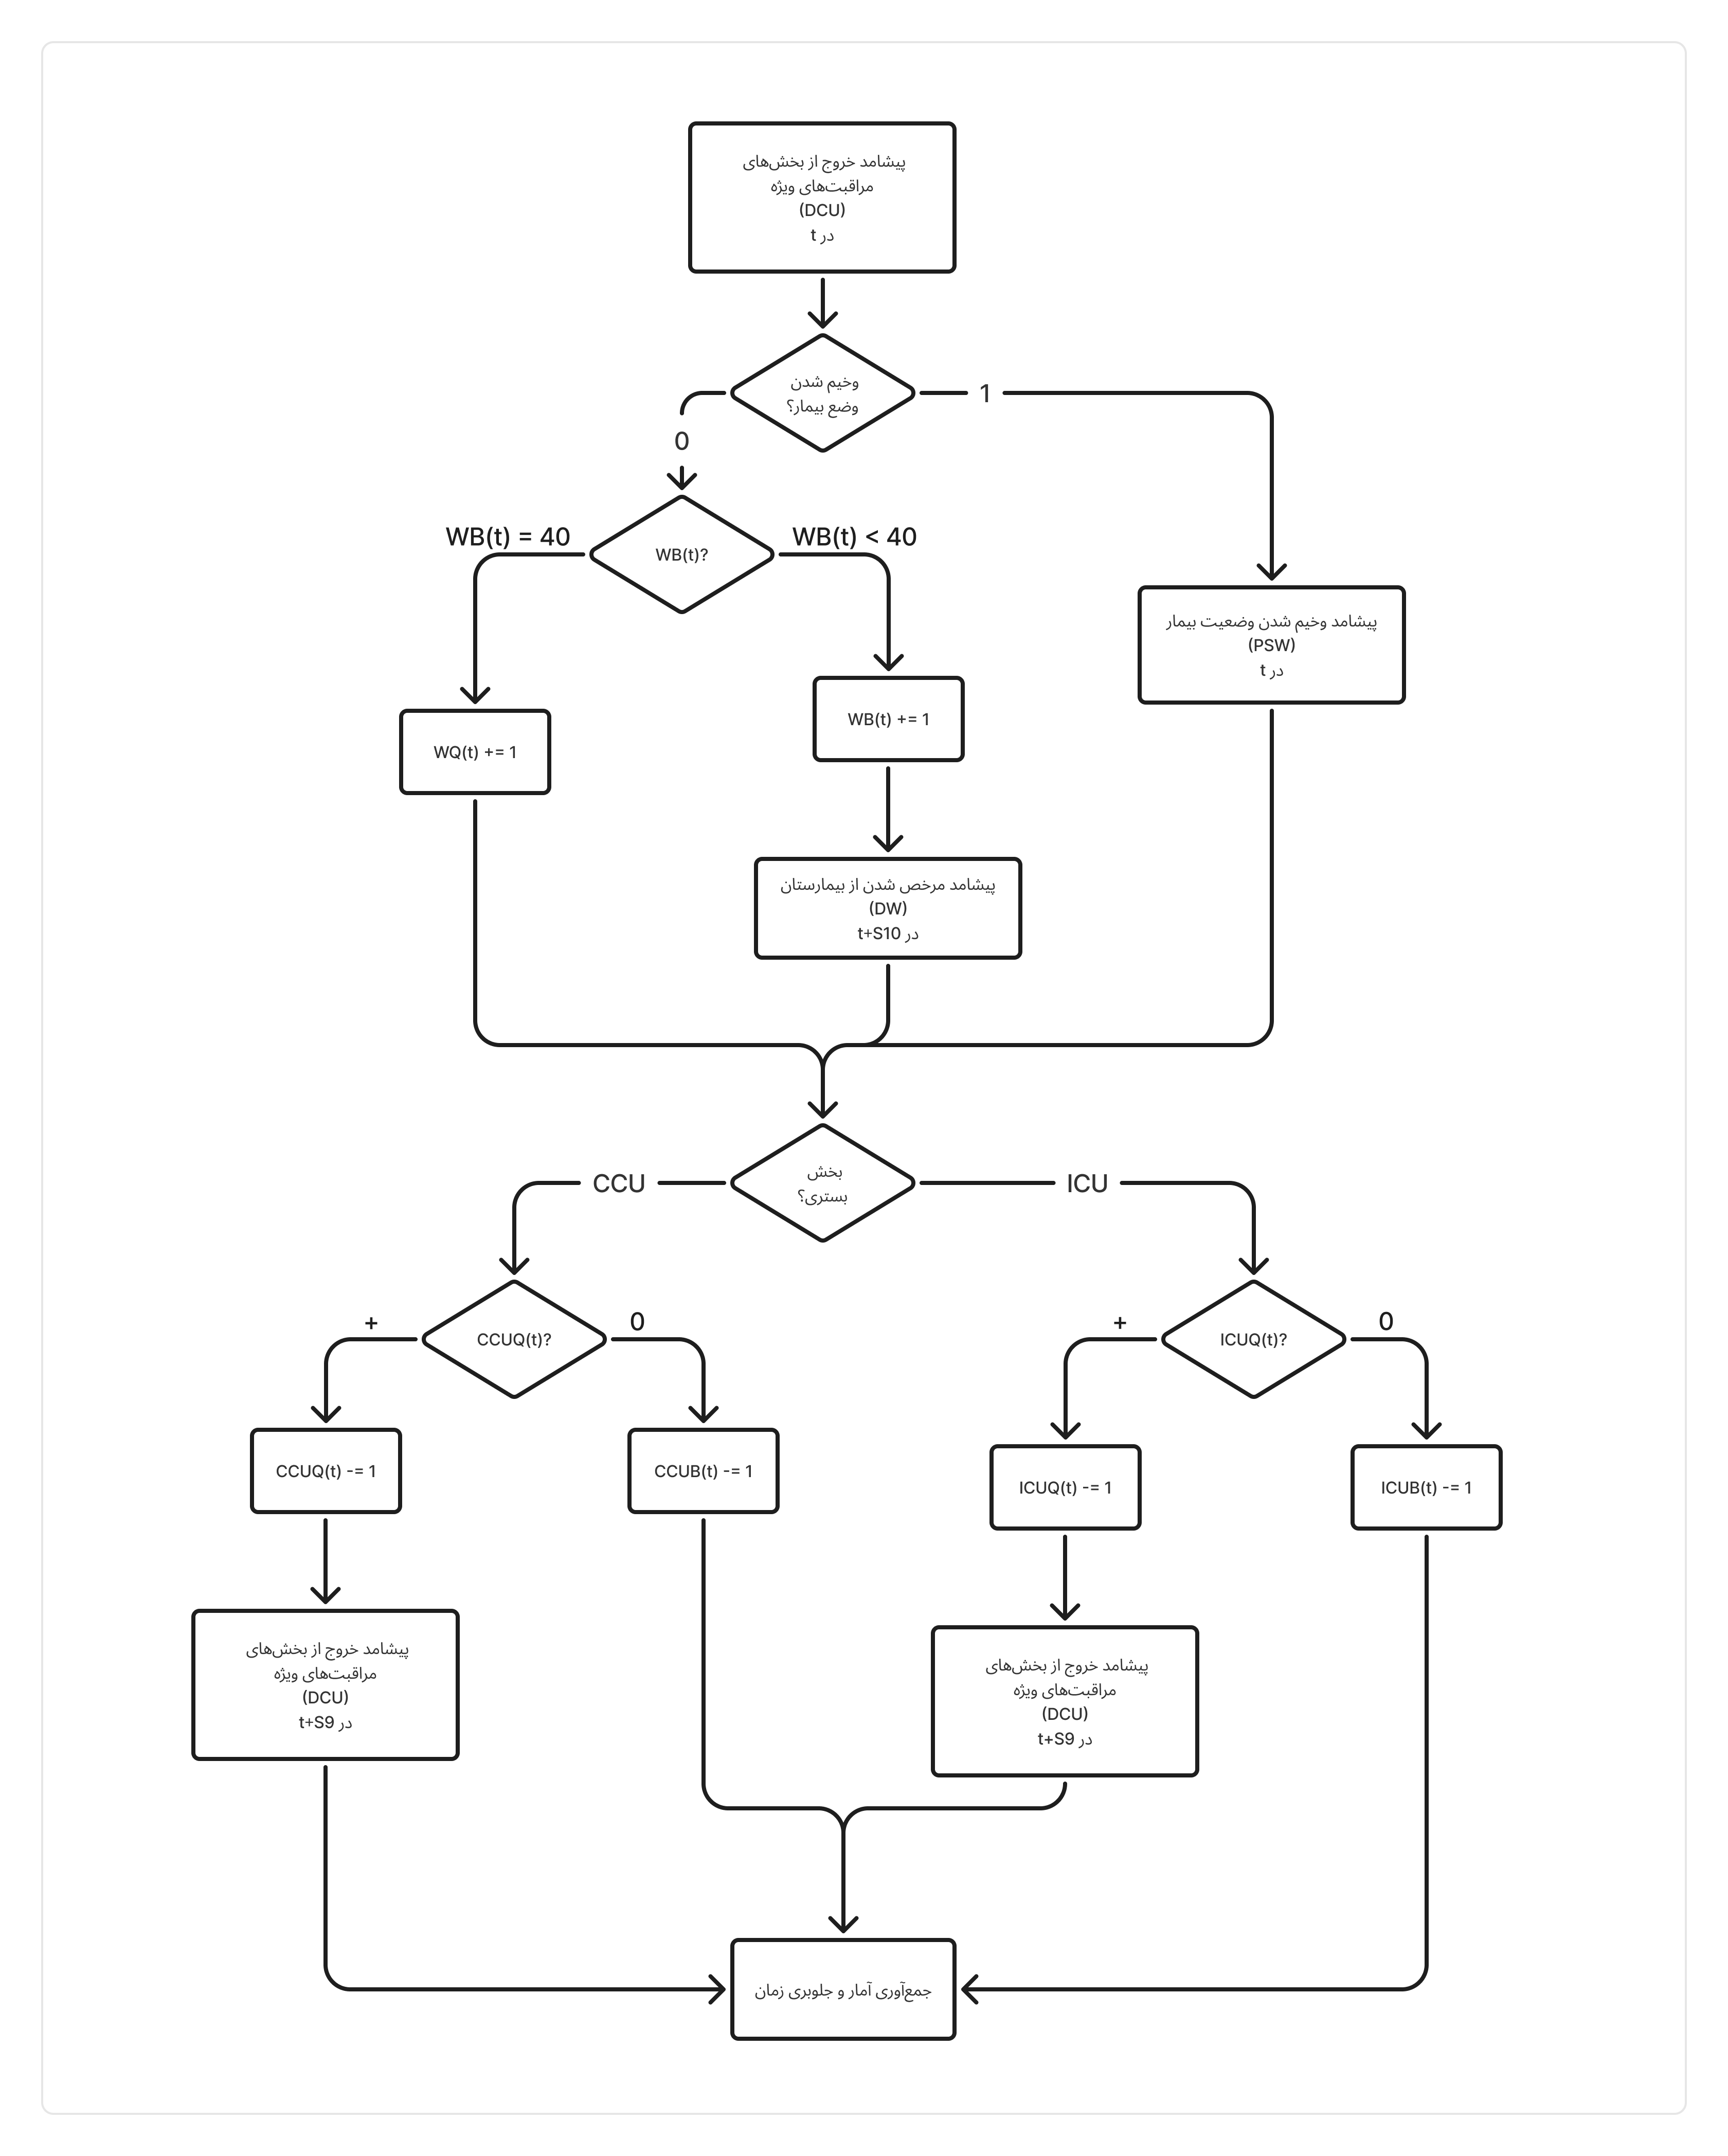 پیشامد خروج از بخش‌های
مراقبت‌های ویژه
(DCU)
در t
وخیم شدن
وضع بیمار؟
1
0
WB(t) = 40
WB(t)?
WB(t) < 40
پیشامد وخیم شدن وضعیت بیمار
(PSW)
در t
WQ(t) += 1
WB(t) += 1
پیشامد مرخص شدن از بیمارستان
(DW)
در t+S10
بخش
بستری؟
CCU
ICU
+
CCUQ(t)?
0
+
ICUQ(t)?
0
CCUQ(t) -= 1
CCUB(t) -= 1
ICUQ(t) -= 1
ICUB(t) -= 1
پیشامد خروج از بخش‌های
مراقبت‌های ویژه
(DCU)
در t+S9
پیشامد خروج از بخش‌های
مراقبت‌های ویژه
(DCU)
در t+S9
جمع‌آوری آمار و جلوبری زمان